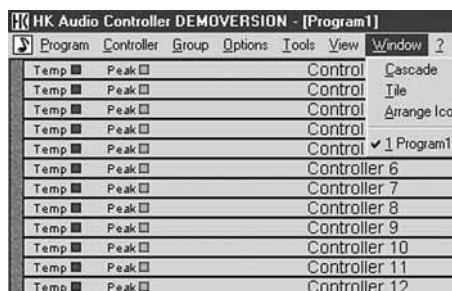 HK HK Audio Controller DEMOVERSION - [Program1]
Program Controller Group Options Tools View Window ?
Temp Peak Control Cascade
Temp Peak Control Tile
Temp Peak Control Arrange Ico
Temp Peak Control
Temp Peak Control ✓ 1 Program1
Temp Peak Controller 6
Temp Peak Controller 7
Temp Peak Controller 8
Temp Peak Controller 9
Temp Peak Controller 10
Temp Peak Controller 11
Temp Peak Controller 12